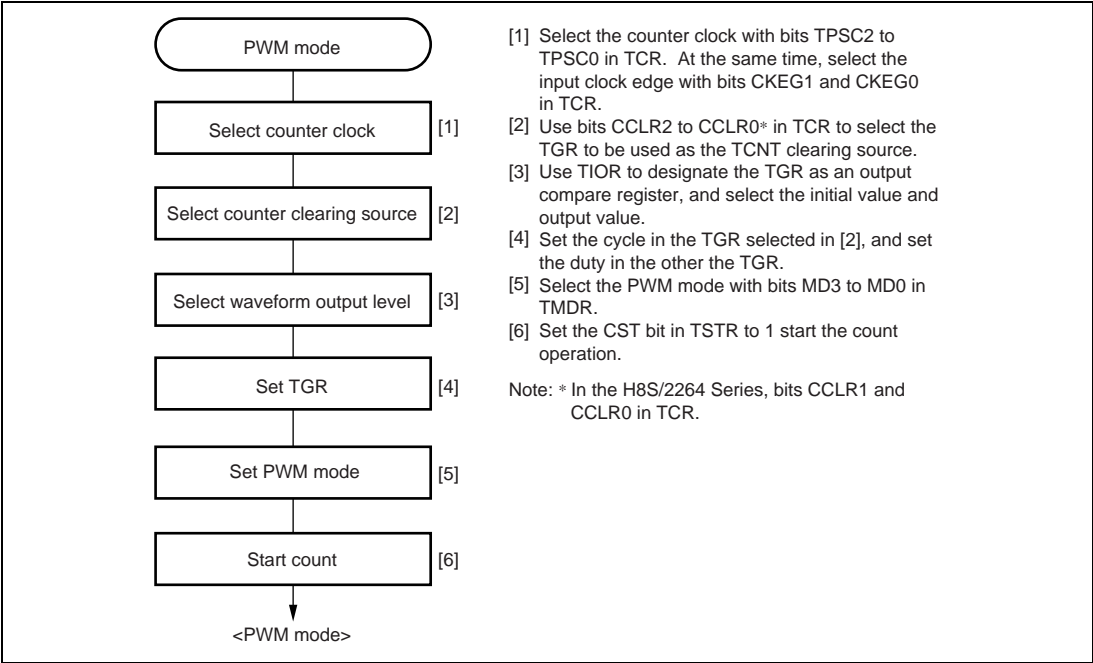 PWM mode
Select counter clock
[1]
Select counter clearing source
[2]
Select waveform output level
[3]
Set TGR
[4]
Set PWM mode
[5]
Start count
[6]
<PWM mode>
[1] Select the counter clock with bits TPSC2 to
TPSC0 in TCR. At the same time, select the
input clock edge with bits CKEG1 and CKEG0
in TCR.
[2] Use bits CCLR2 to CCLR0* in TCR to select the
TGR to be used as the TCNT clearing source.
[3] Use TIOR to designate the TGR as an output
compare register, and select the initial value and
output value.
[4] Set the cycle in the TGR selected in [2], and set
the duty in the other the TGR.
[5] Select the PWM mode with bits MD3 to MD0 in
TMDR.
[6] Set the CST bit in TSTR to 1 start the count
operation.
Note: * In the H8S/2264 Series, bits CCLR1 and
CCLR0 in TCR.